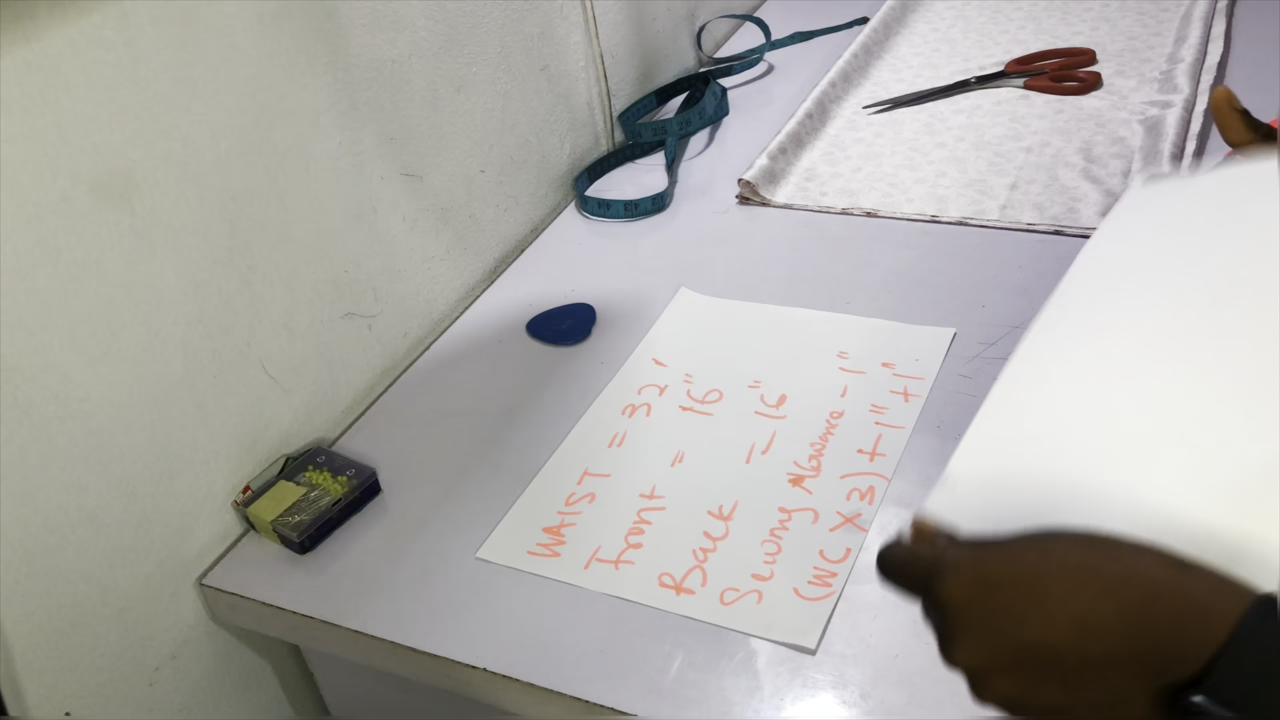 WAIST = 32'
Front = 16"
Back = 16"
Sewing Allowance - 1"
(WC X 3) + 1" + 1".